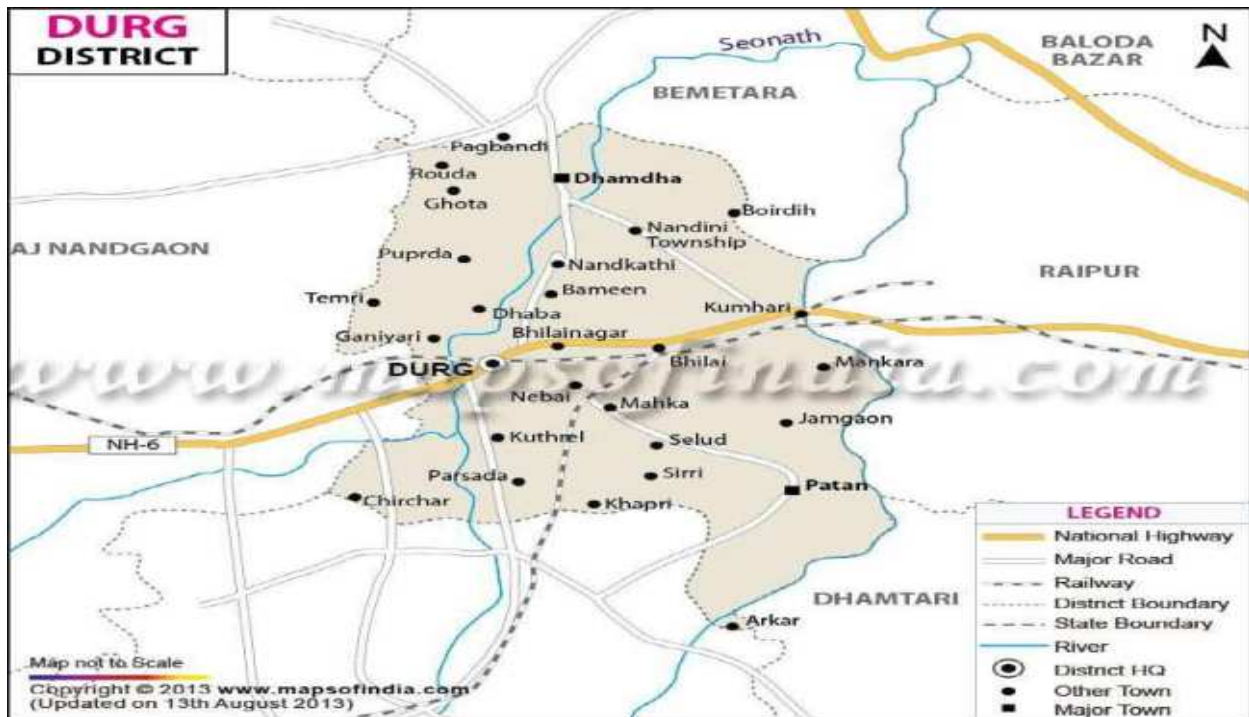 DURG
DISTRICT
Seonath
BALODA
BAZAR
N
BEMETARA
Pagbandi
Rouda
Dhamdha
Ghota
Boirdih
Nandini
Township
AJ NANDGAON
Puprda
Nandkathi
RAIPUR
Bameen
Temri
Dhaba
Kumhari
Ganiyari
Bhilainagar
www.mapsofindia.com
DURG
Bhilai
Mankara
Nebai
Mahka
Jamgaon
NH-6
Kuthrel
Selud
Parsada
Sirri
Patan
Chirchar
Khapri
LEGEND
National Highway
Major Road
Railway
District Boundary
State Boundary
River
District HQ
Other Town
Major Town
DHAMTARI
Arkar
Map not to Scale
Copyright © 2013 www.mapsofindia.com
(Updated on 13th August 2013)